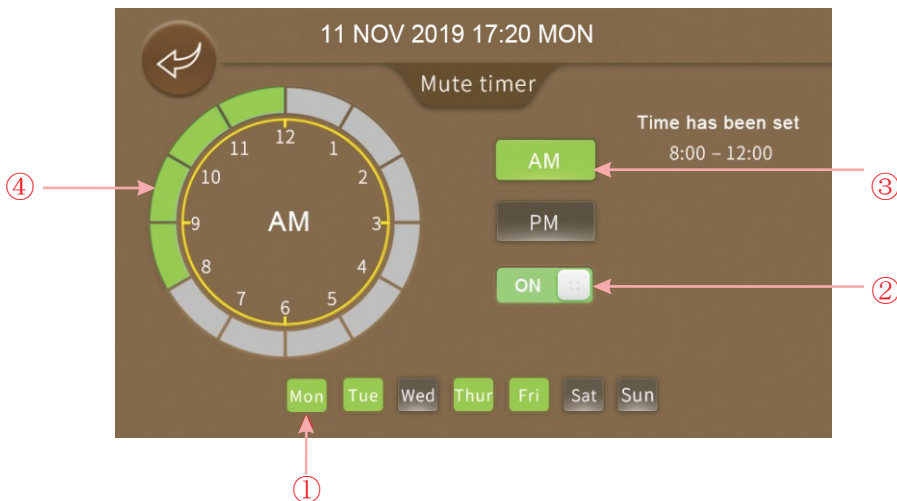 11 NOV 2019 17:20 MON
Mute timer
Time has been set
8:00 – 12:00
AM
PM
ON
12
1
2
3
4
5
6
7
8
9
10
11
AM
Mon Tue Wed Thur Fri Sat Sun
①
②
③
④